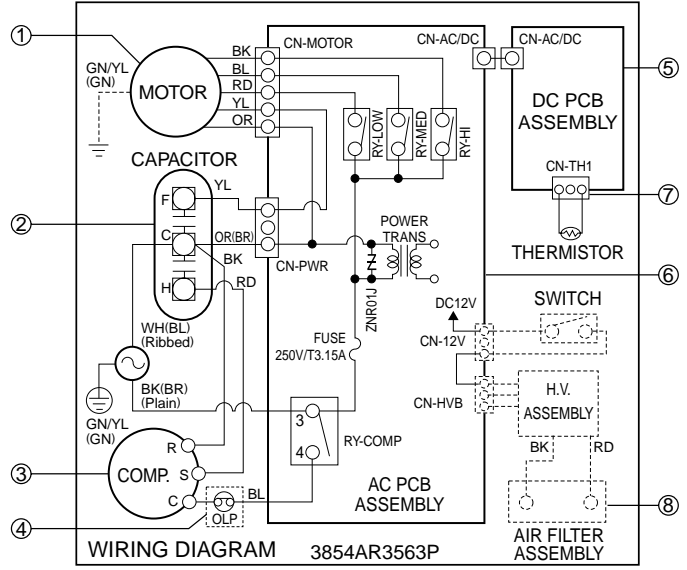 1
BK
CN-MOTOR
CN-AC/DC
CN-AC/DC
GN/YL
(GN)
BL
RD
YL
OR
MOTOR
5
DC PCB
ASSEMBLY
RY-LOW
RY-MED
RY-HI
CN-TH1
7
CAPACITOR
YL
F
2
C
OR(BR)
BK
H
RD
CN-PWR
POWER
TRANS
ZNR01J
THERMISTOR
6
DC12V
SWITCH
CN-12V
WH(BL)
(Ribbed)
FUSE
250V/T3.15A
BK(BR)
(Plain)
GN/YL
(GN)
CN-HVB
H.V.
ASSEMBLY
3
4
RY-COMP
BK
RD
R
S
C
3
COMP.
BL
OLP
4
AC PCB
ASSEMBLY
8
AIR FILTER
ASSEMBLY
WIRING DIAGRAM
3854AR3563P